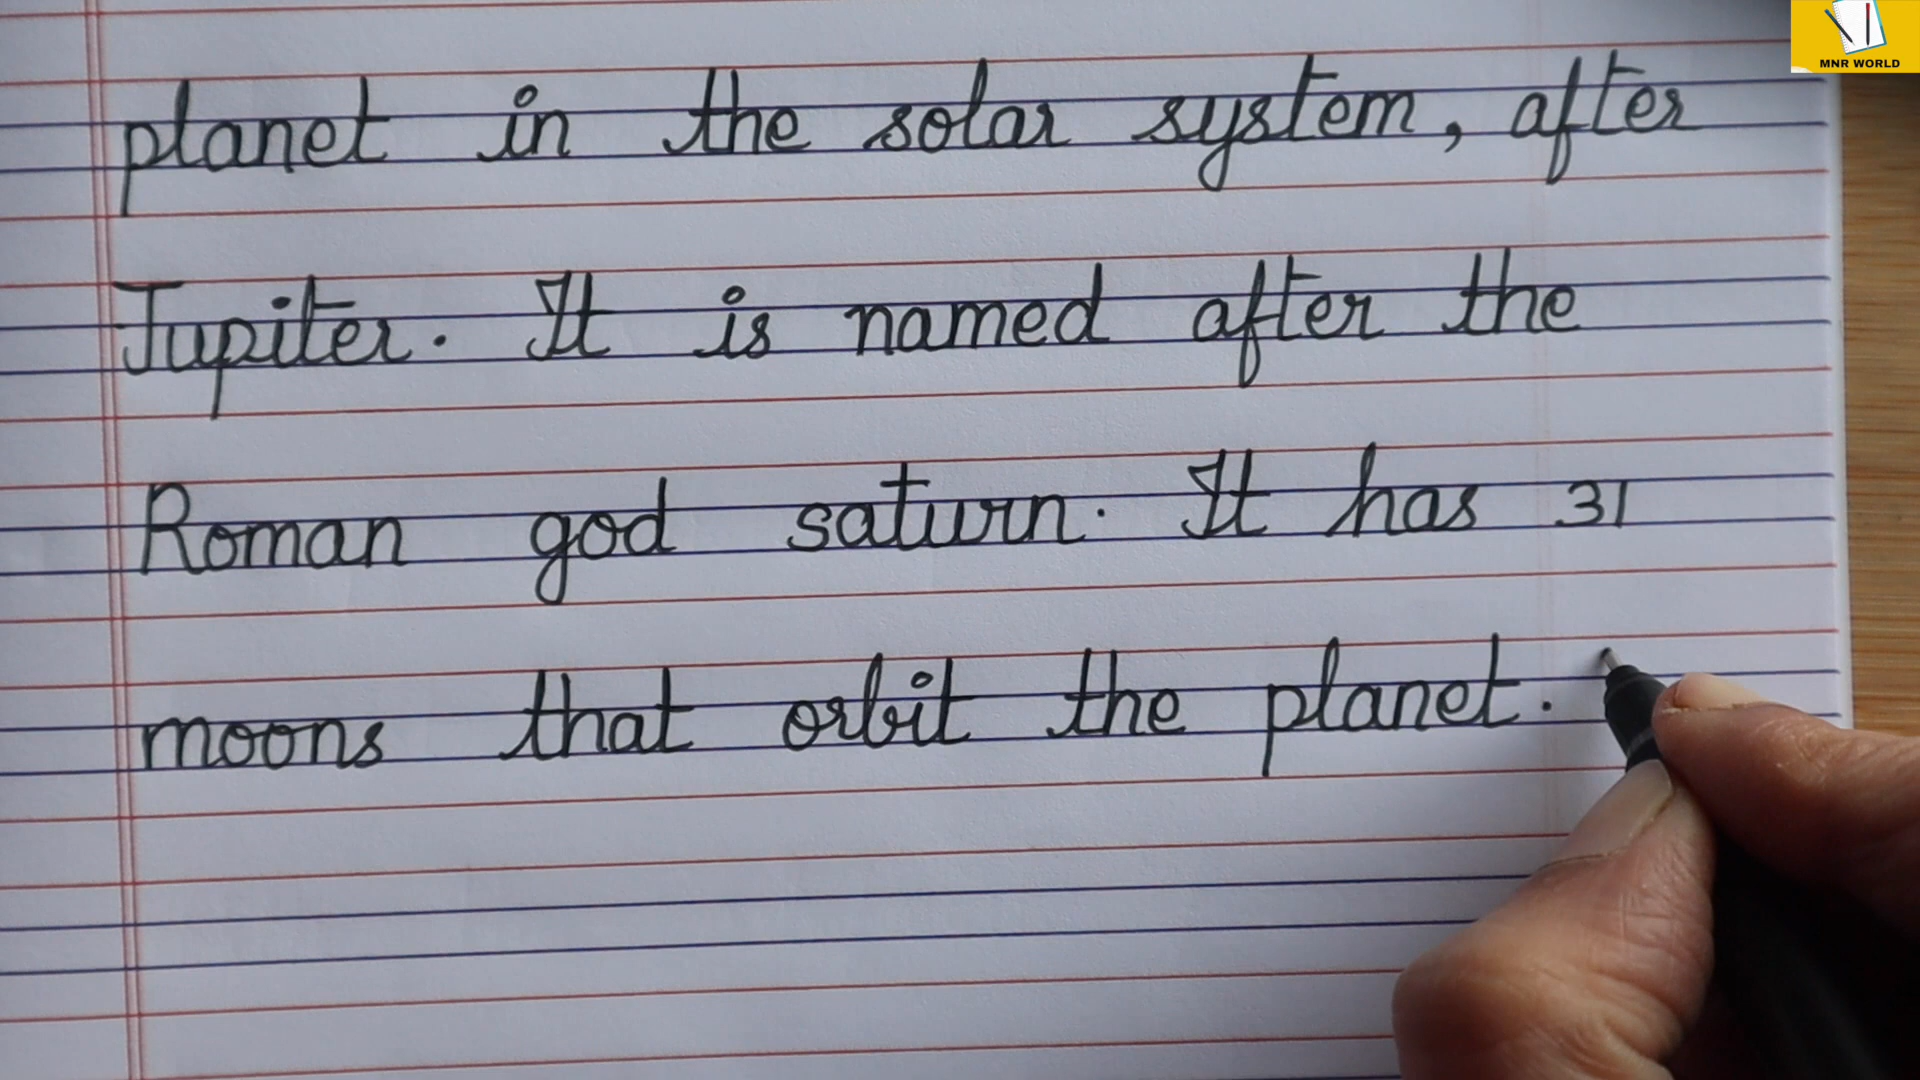 MNR WORLD
planet in the solar system, after
Jupiter. It is named after the
Roman god saturn. It has 31
moons that orbit the planet.